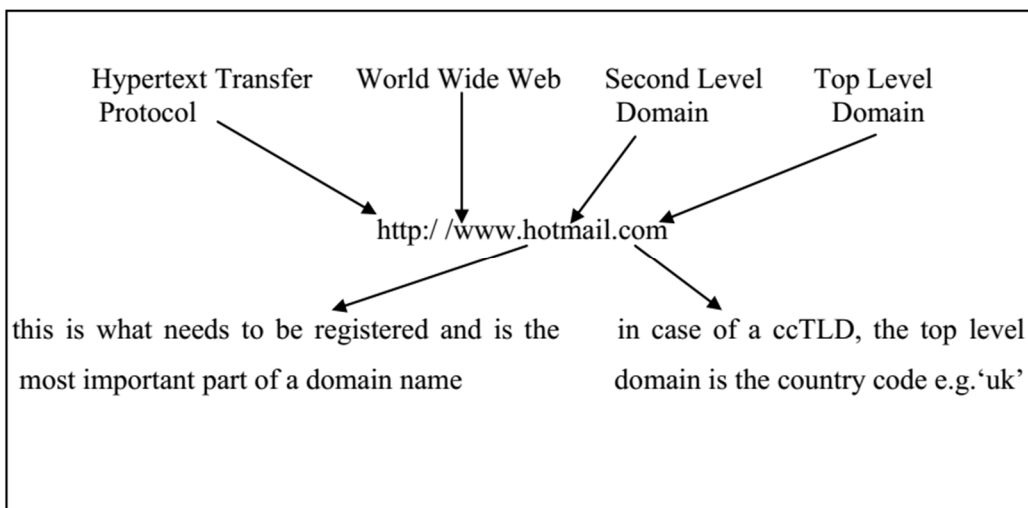 Hypertext Transfer
Protocol
World Wide Web
Second Level
Domain
Top Level
Domain
http:/ /www.hotmail.com
this is what needs to be registered and is the
most important part of a domain name
in case of a ccTLD, the top level
domain is the country code e.g.‘uk’